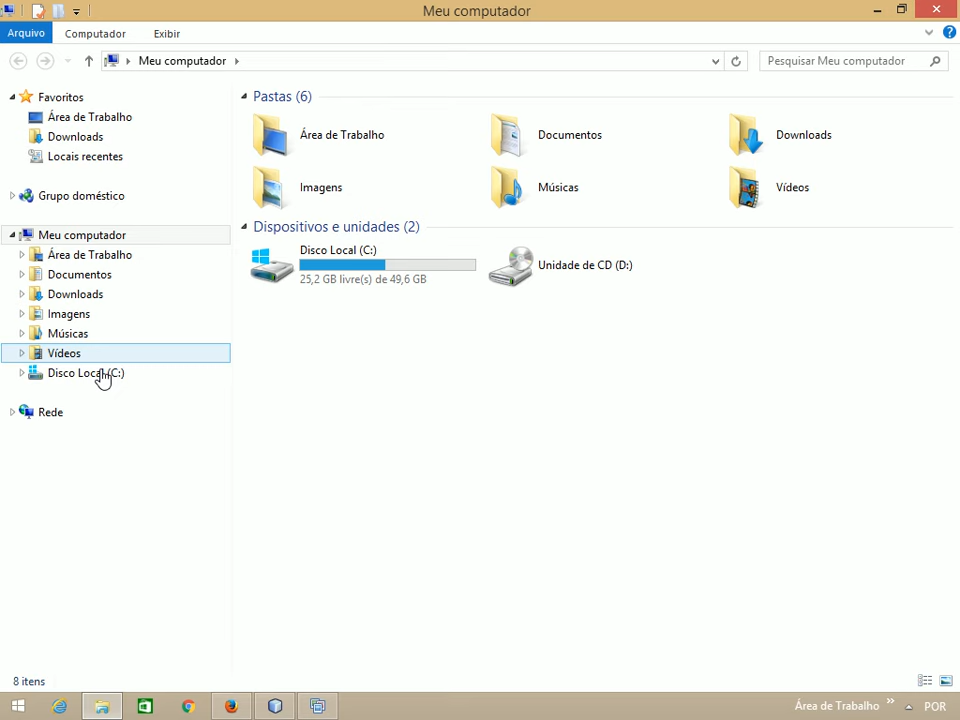 Meu computador
Arquivo
Computador
Exibir
Meu computador
Pesquisar Meu computador
Favoritos
Área de Trabalho
Downloads
Locais recentes
Grupo doméstico
Meu computador
Área de Trabalho
Documentos
Downloads
Imagens
Músicas
Vídeos
Disco Local (C:)
Rede
Pastas (6)
Área de Trabalho
Documentos
Downloads
Imagens
Músicas
Vídeos
Dispositivos e unidades (2)
Disco Local (C:)
25,2 GB livre(s) de 49,6 GB
Unidade de CD (D:)
8 itens
Área de Trabalho
POR